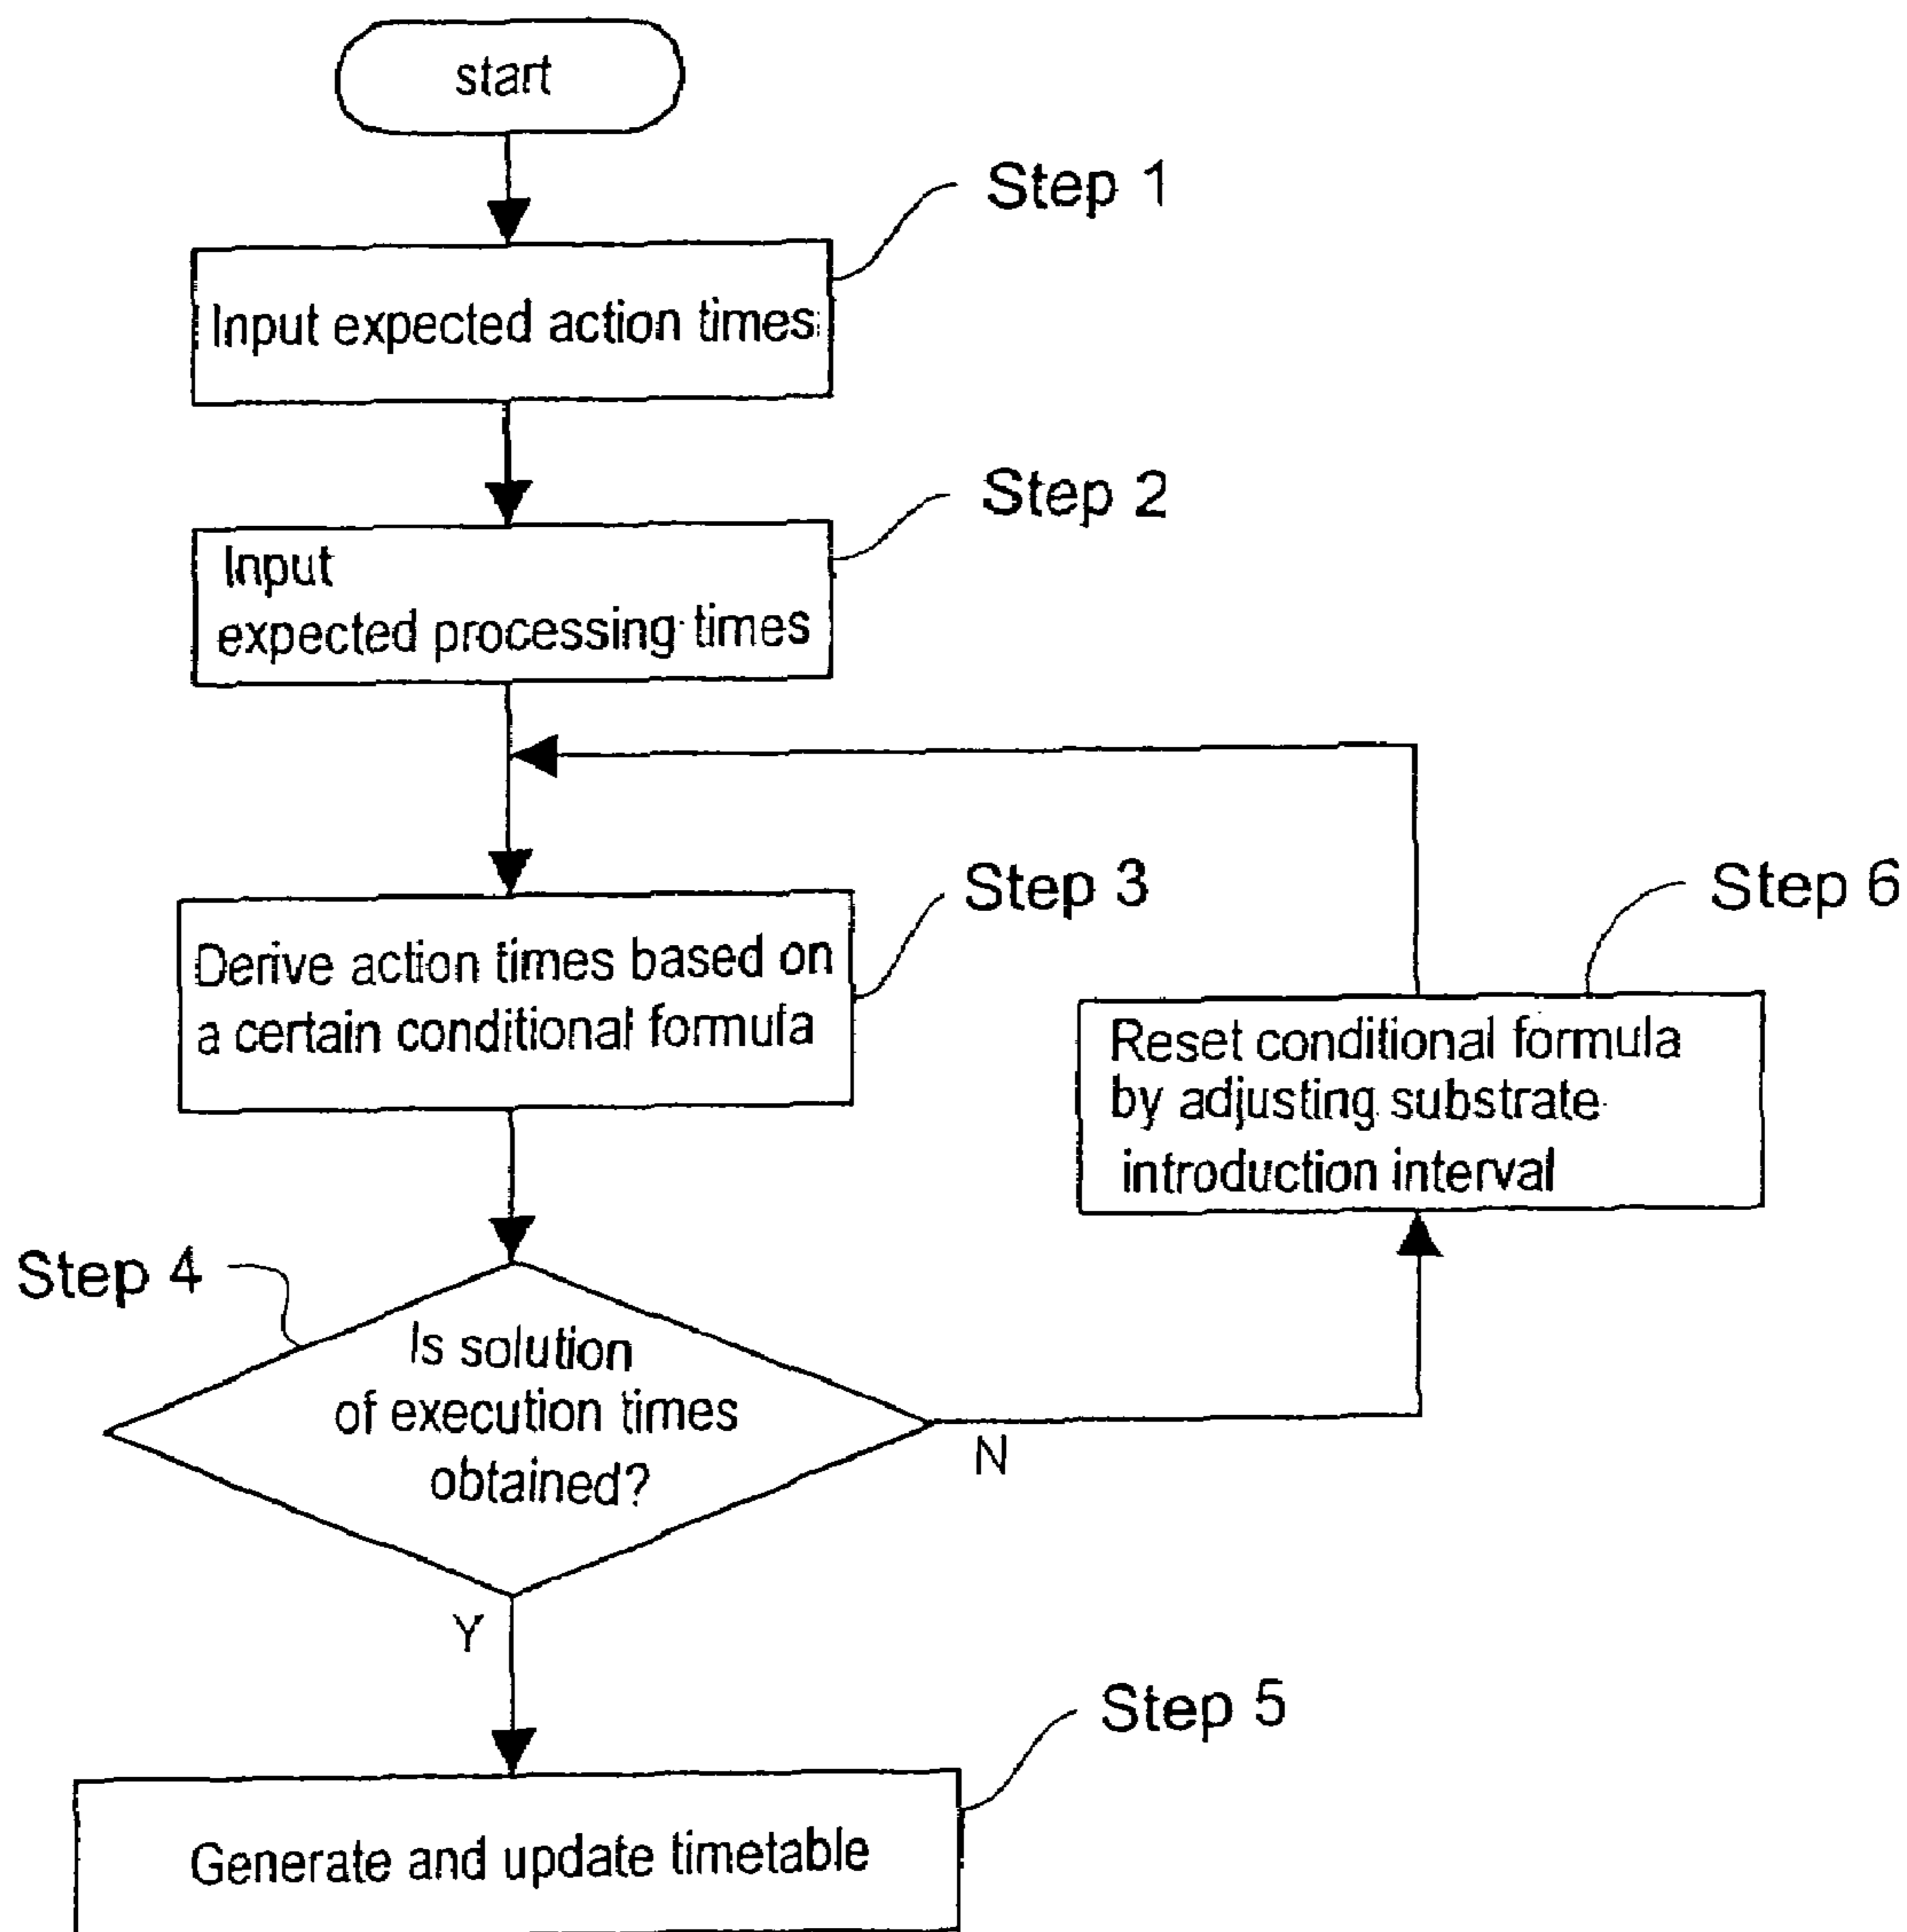 start
Step 1
Input expected action times
Step 2
Input
expected processing times
Step 3
Derive action times based on
a certain conditional formula
Step 6
Reset conditional formula
by adjusting substrate
introduction interval
Step 4
Is solution
of execution times
obtained?
N
Y
Step 5
Generate and update timetable